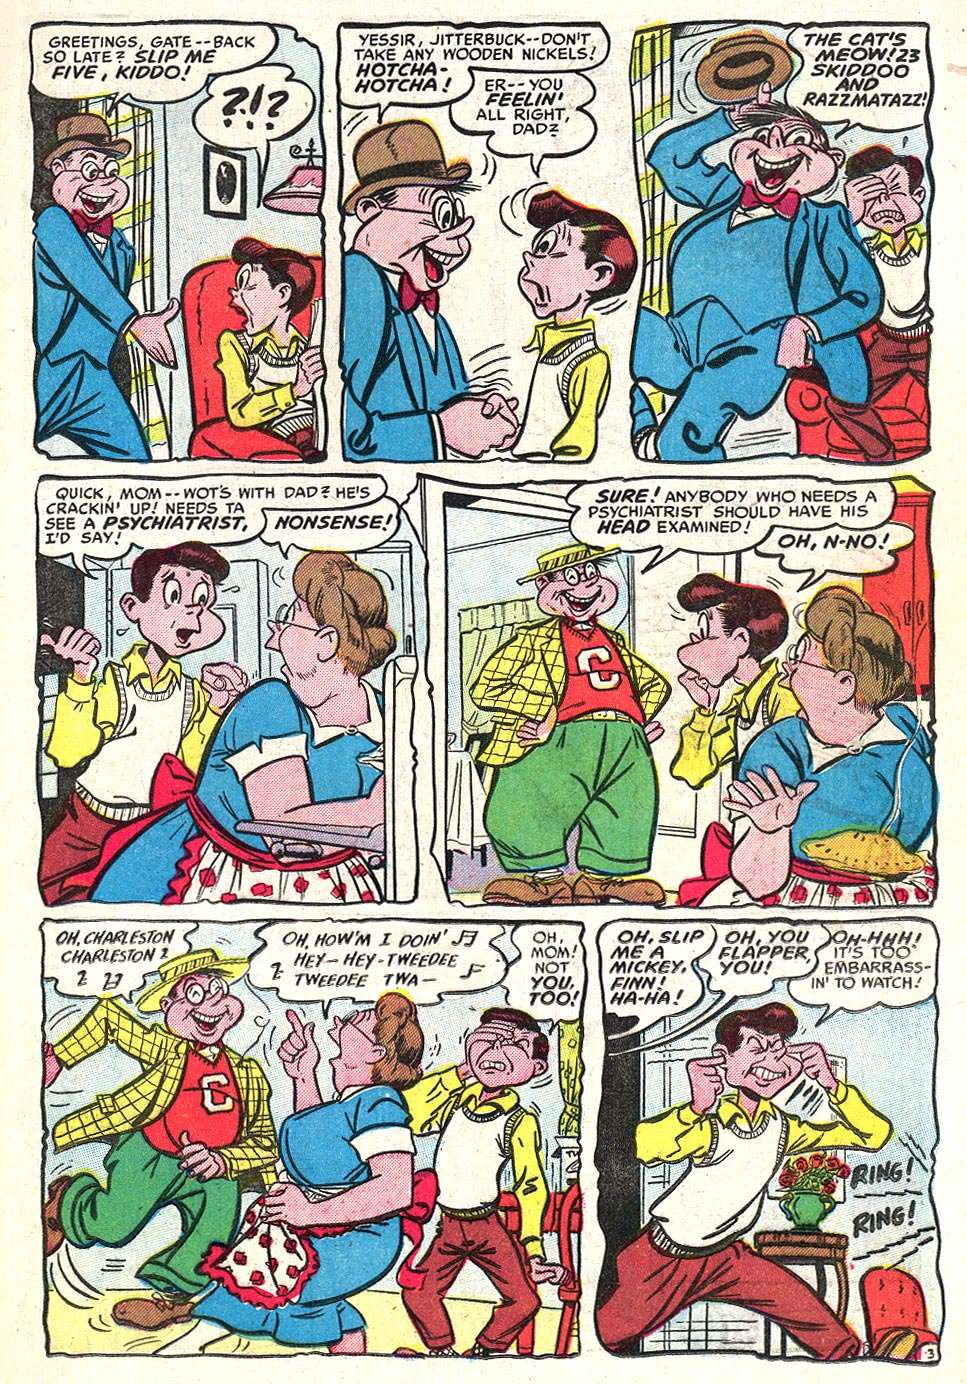 GREETINGS, GATE--BACK
SO LATE? SLIP ME
FIVE, KIDDO!
?!?
YESSIR, JITTERBUCK--DON'T
TAKE ANY WOODEN NICKELS!
HOTCHA-
HOTCHA!
ER--YOU
FEELIN'
ALL RIGHT,
DAD?
THE CAT'S
MEOW! 23
SKIDDOO
AND
RAZZMATAZZ!
QUICK, MOM--WOT'S WITH DAD? HE'S
CRACKIN' UP! NEEDS TA
SEE A PSYCHIATRIST,
I'D SAY!
NONSENSE!
SURE! ANYBODY WHO NEEDS A
PSYCHIATRIST SHOULD HAVE HIS
HEAD EXAMINED!
OH, N-NO!
C
OH, CHARLESTON
CHARLESTON
OH, HOW'M I DOIN'
HEY-HEY-TWEEDEE
TWEEDEE TWA-
OH,
MOM!
NOT
YOU,
TOO!
C
OH, SLIP
ME A
MICKEY,
FINN!
HA-HA!
OH, YOU
FLAPPER,
YOU!
OH-HHH!
IT'S TOO
EMBARRASS-
IN' TO WATCH!
RING!
RING!
3